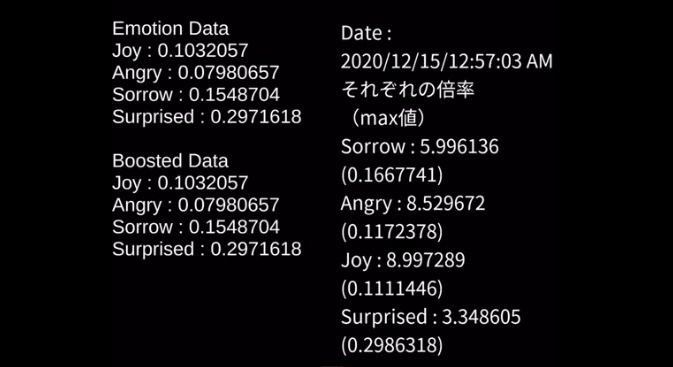 Emotion Data
Joy : 0.1032057
Angry : 0.07980657
Sorrow : 0.1548704
Surprised : 0.2971618
Boosted Data
Joy : 0.1032057
Angry : 0.07980657
Sorrow : 0.1548704
Surprised : 0.2971618
Date :
2020/12/15/12:57:03 AM
それぞれの倍率
（max値）
Sorrow : 5.996136
(0.1667741)
Angry : 8.529672
(0.1172378)
Joy : 8.997289
(0.1111446)
Surprised : 3.348605
(0.2986318)